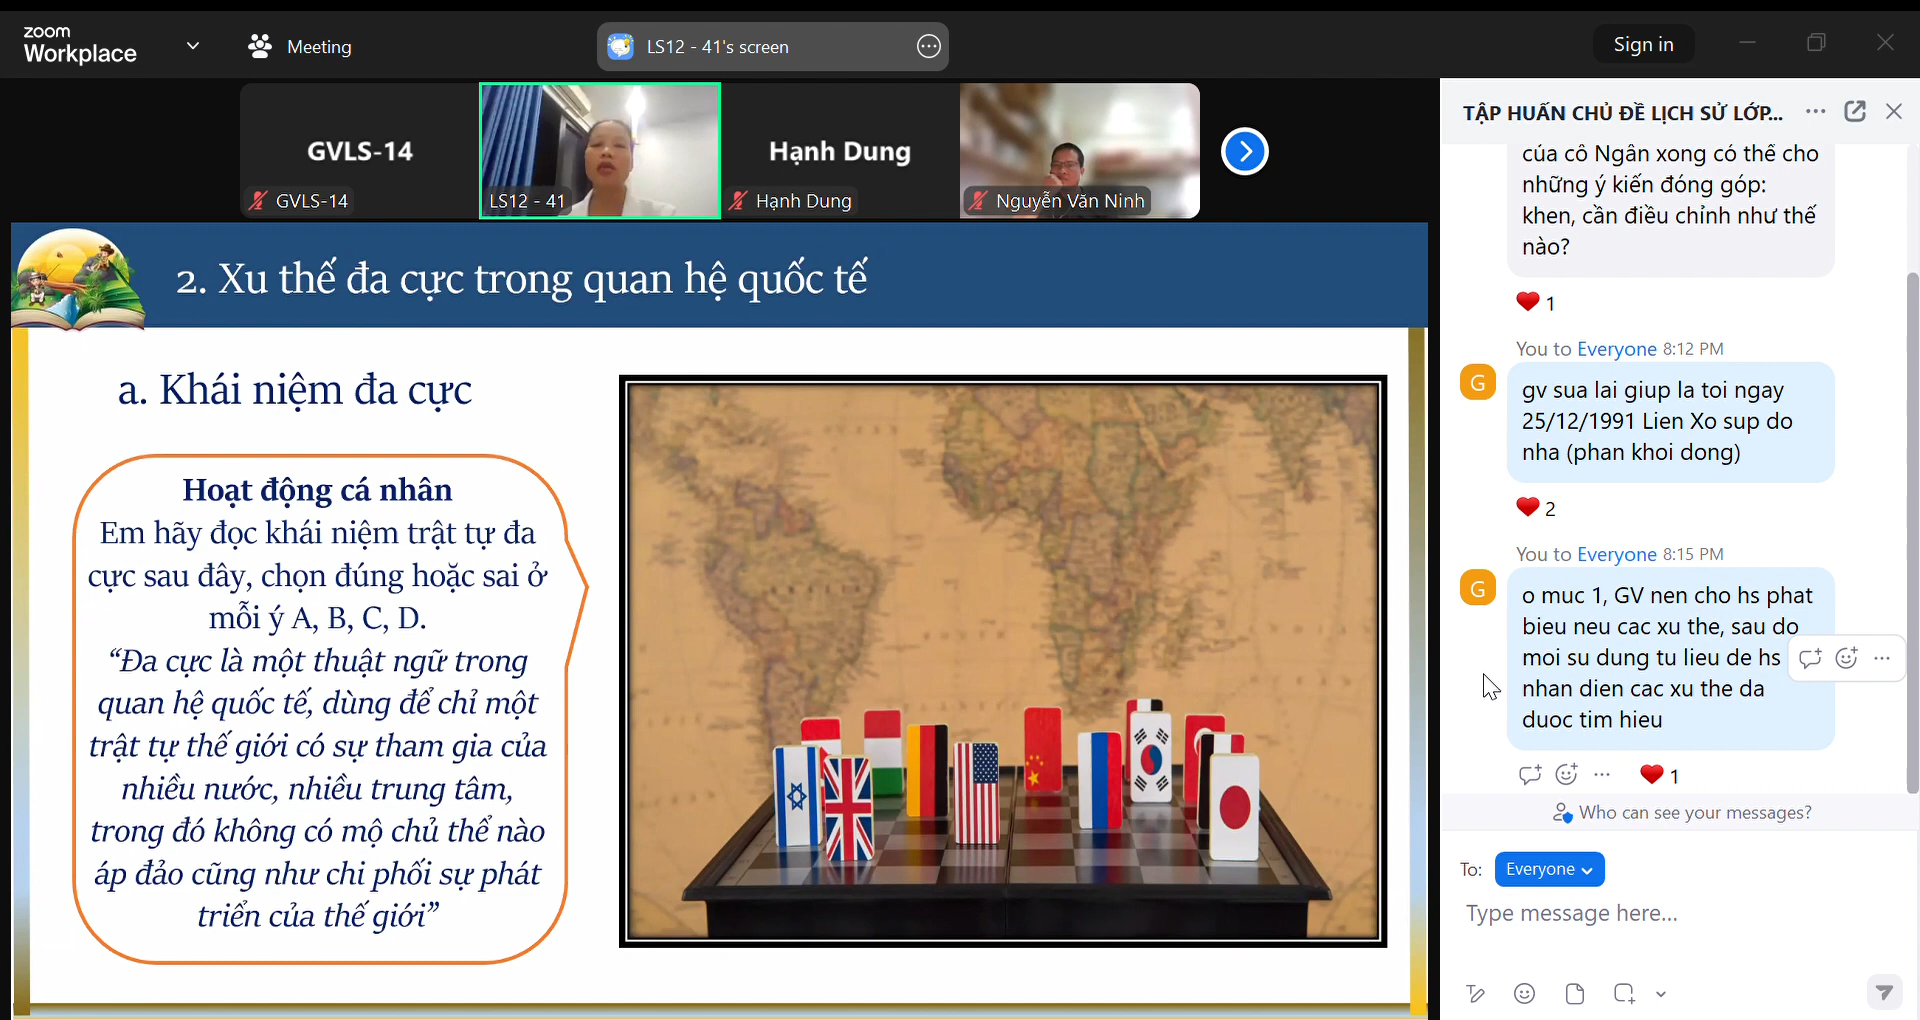 zoom
Workplace
Meeting
LS12 - 41's screen
Sign in
GVLS-14
GVLS-14
LS12 - 41
Hạnh Dung
Hạnh Dung
Nguyễn Văn Ninh
2. Xu thế đa cực trong quan hệ quốc tế
a. Khái niệm đa cực
Hoạt động cá nhân
Em hãy đọc khái niệm trật tự đa
cực sau đây, chọn đúng hoặc sai ở
mỗi ý A, B, C, D.
“Đa cực là một thuật ngữ trong
quan hệ quốc tế, dùng để chỉ một
trật tự thế giới có sự tham gia của
nhiều nước, nhiều trung tâm,
trong đó không có mộ chủ thể nào
áp đảo cũng như chi phối sự phát
triển của thế giới”
TẬP HUẤN CHỦ ĐỀ LỊCH SỬ LỚP...
của cô Ngân xong có thể cho
những ý kiến đóng góp:
khen, cần điều chỉnh như thế
nào?
1
You to Everyone 8:12 PM
G
gv sua lai giup la toi ngay
25/12/1991 Lien Xo sup do
nha (phan khoi dong)
2
You to Everyone 8:15 PM
G
o muc 1, GV nen cho hs phat
bieu neu cac xu the, sau do
moi su dung tu lieu de hs
nhan dien cac xu the da
duoc tim hieu
1
Who can see your messages?
To: Everyone
Type message here...